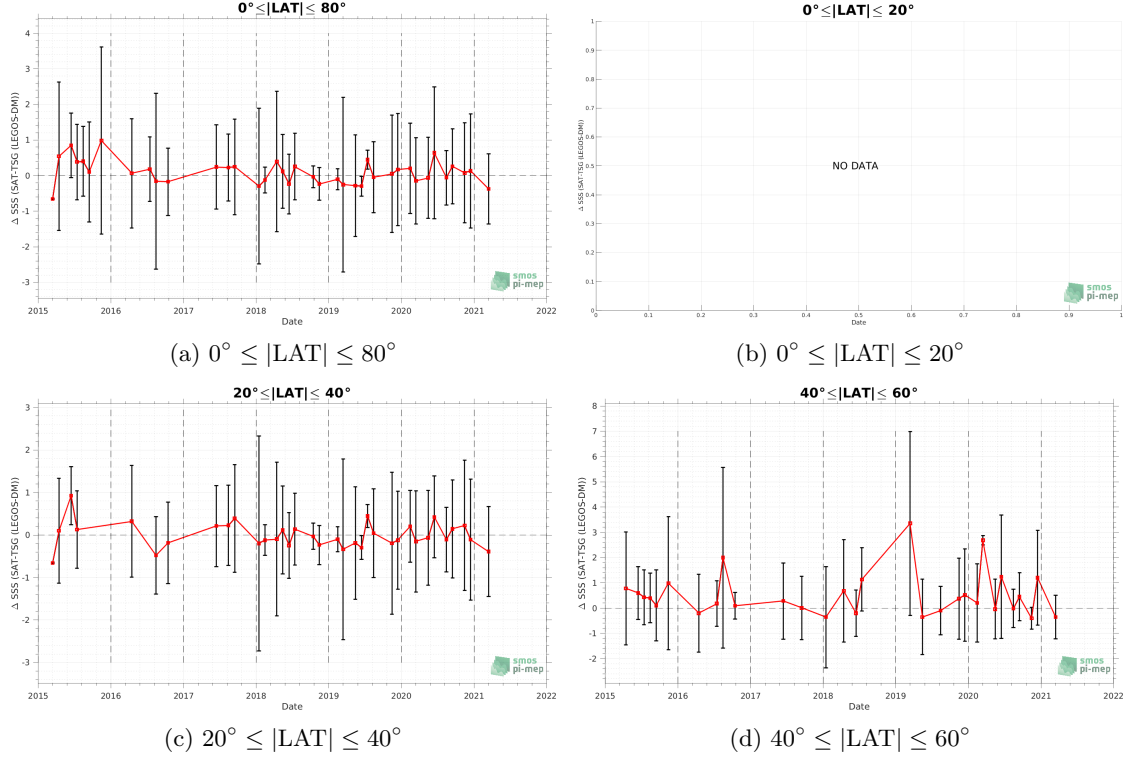 0°≤|LAT|≤ 80°
Δ SSS (SAT-TSG (LEGOS-DM))
4
3
2
1
0
-1
-2
-3
2015 2016 2017 2018 2019 2020 2021 2022
Date
smos
pi-mep
(a) 0° ≤ |LAT| ≤ 80°
0°≤|LAT|≤ 20°
Δ SSS (SAT-TSG (LEGOS-DM))
1
0.9
0.8
0.7
0.6
0.5
0.4
0.3
0.2
0.1
0
NO DATA
0 0.1 0.2 0.3 0.4 0.5 0.6 0.7 0.8 0.9 1
Date
smos
pi-mep
(b) 0° ≤ |LAT| ≤ 20°
20°≤|LAT|≤ 40°
Δ SSS (SAT-TSG (LEGOS-DM))
3
2
1
0
-1
-2
-3
2015 2016 2017 2018 2019 2020 2021 2022
Date
smos
pi-mep
(c) 20° ≤ |LAT| ≤ 40°
40°≤|LAT|≤ 60°
Δ SSS (SAT-TSG (LEGOS-DM))
8
7
6
5
4
3
2
1
0
-1
-2
2015 2016 2017 2018 2019 2020 2021 2022
Date
smos
pi-mep
(d) 40° ≤ |LAT| ≤ 60°